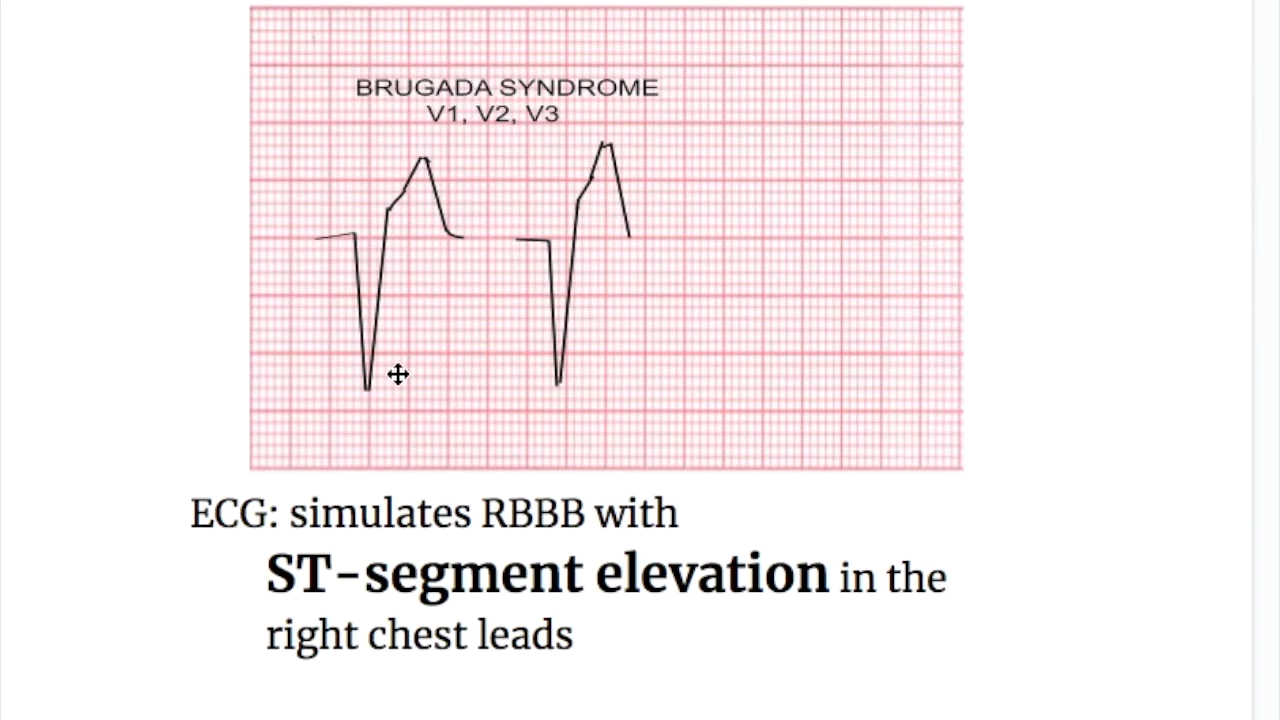 BRUGADA SYNDROME
V1, V2, V3
ECG: simulates RBBB with
ST-segment elevation in the
right chest leads